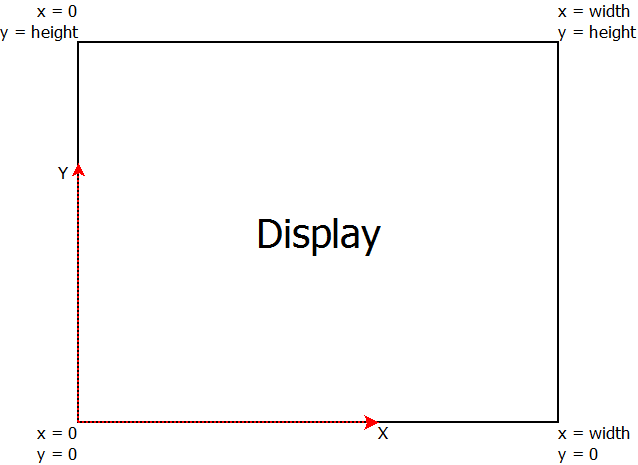 x = 0
y = height
x = width
y = height
Y
Display
x = 0
y = 0
X
x = width
y = 0